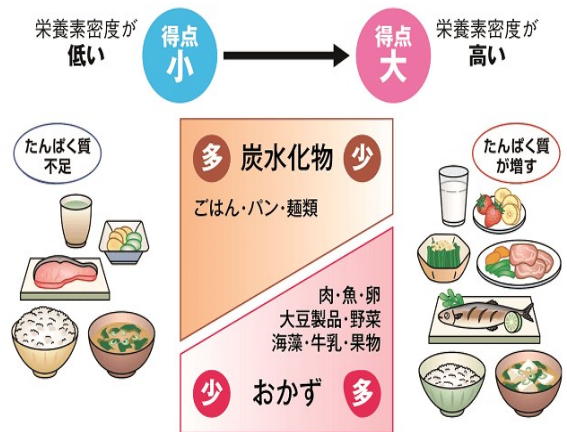 栄養素密度が
低い
得点
小
得点
大
栄養素密度が
高い
たんぱく質
不足
多 炭水化物 少
ごはん・パン・麺類
たんぱく質
が増す
肉・魚・卵
大豆製品・野菜
海藻・牛乳・果物
少 おかず 多